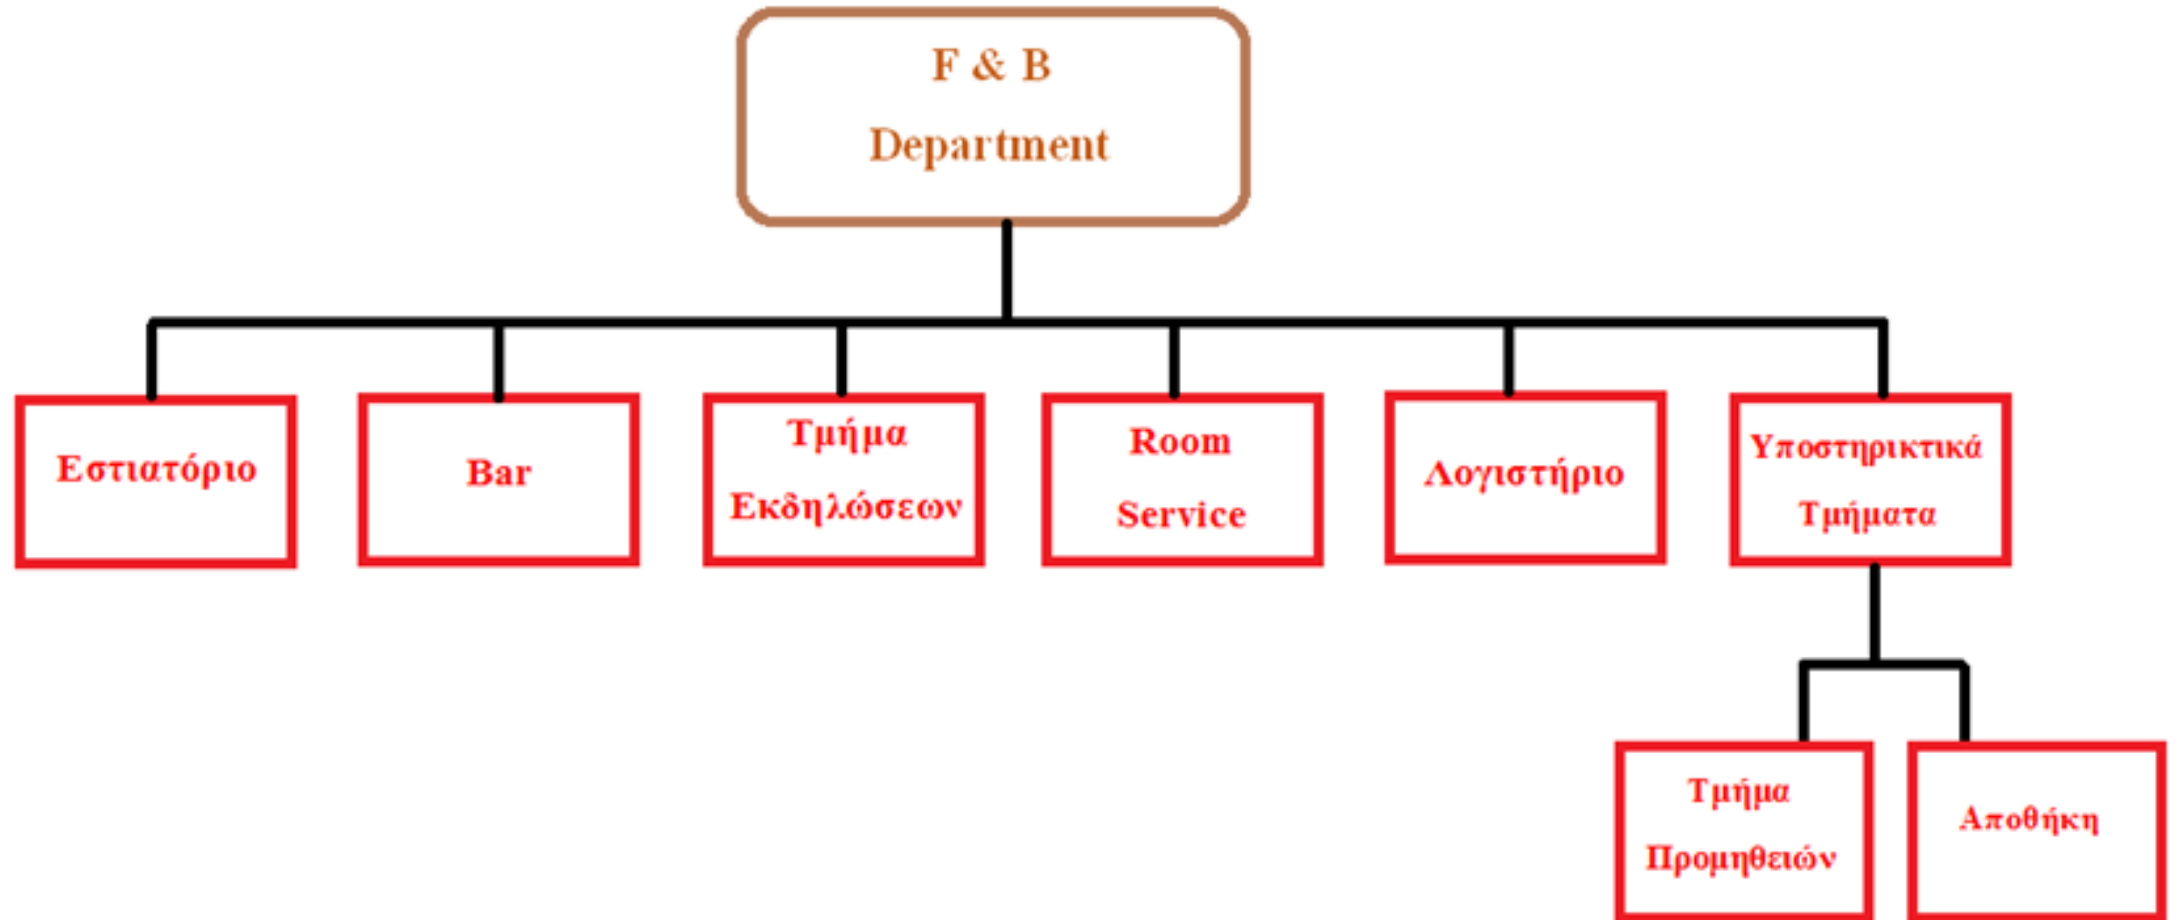 F & B
Department
Εστιατόριο
Bar
Τμήμα
Εκδηλώσεων
Room
Service
Λογιστήριο
Υποστηρικτικά
Τμήματα
Τμήμα
Προμηθειών
Αποθήκη